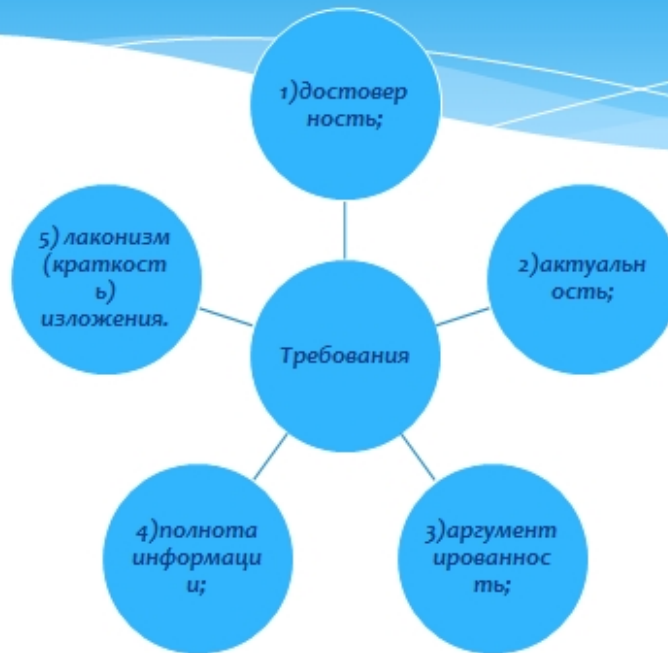 1)достовер
ность;
2)актуальн
ость;
3)аргумент
ированнос
ть;
4)полнота
информаци
и;
5) лаконизм
(краткост
ь)
изложения.
Требования